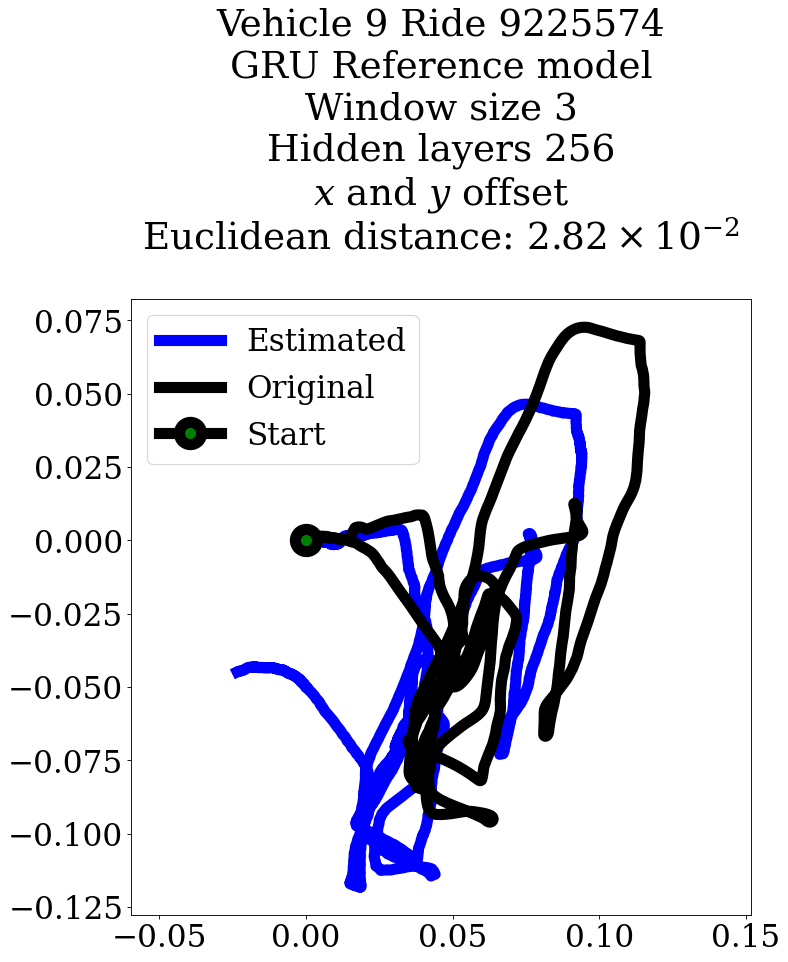 Vehicle 9 Ride 9225574
GRU Reference model
Window size 3
Hidden layers 256
x and y offset
Euclidean distance: 2.82 × 10⁻²
Estimated
Original
Start
0.075
0.050
0.025
0.000
−0.025
−0.050
−0.075
−0.100
−0.125
−0.05 0.00 0.05 0.10 0.15